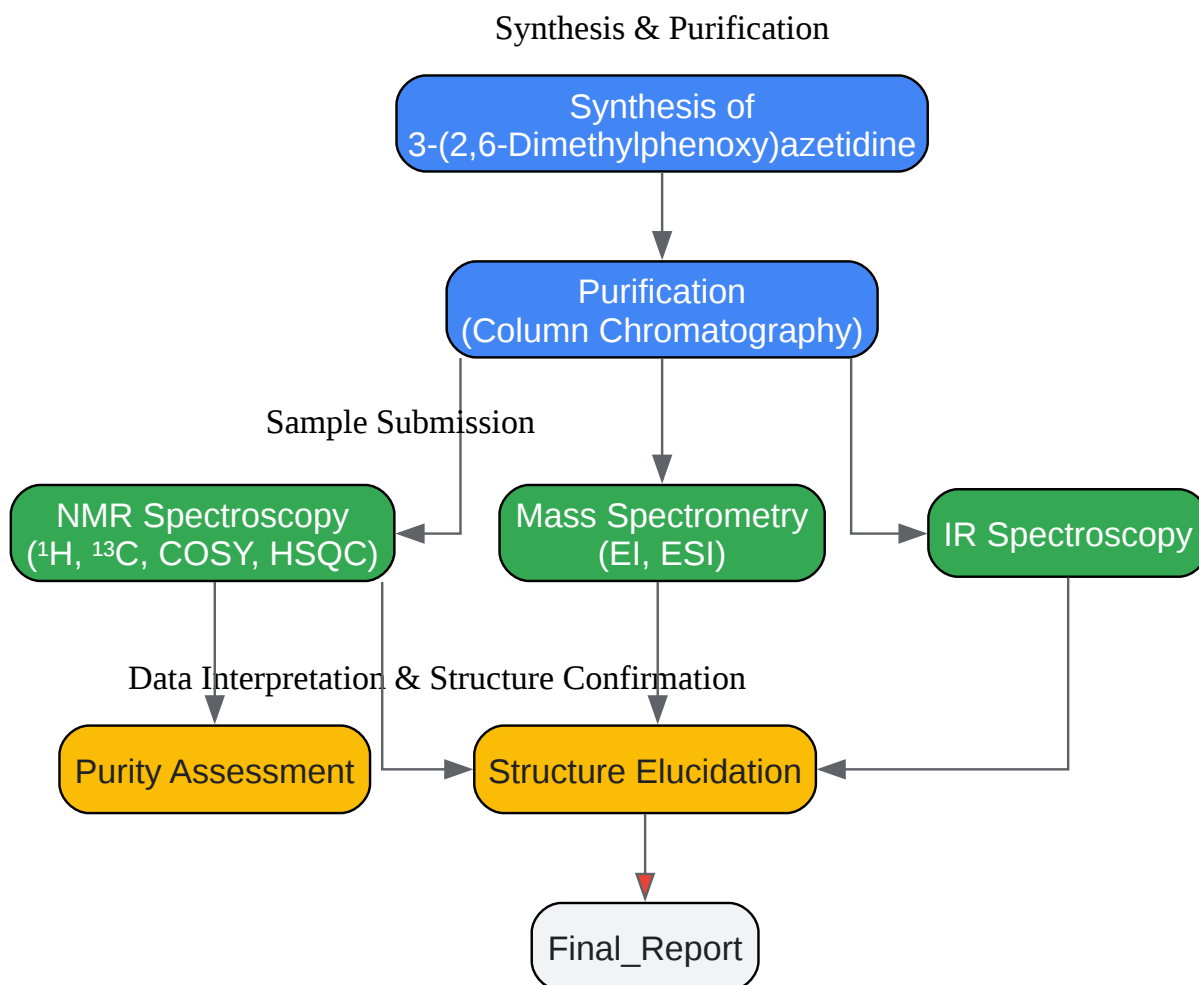 Synthesis & Purification
Synthesis of
3-(2,6-Dimethylphenoxy)azetidine
Purification
(Column Chromatography)
Sample Submission
NMR Spectroscopy
(¹H, ¹³C, COSY, HSQC)
Mass Spectrometry
(EI, ESI)
IR Spectroscopy
Data Interpretation & Structure Confirmation
Purity Assessment
Structure Elucidation
Final_Report